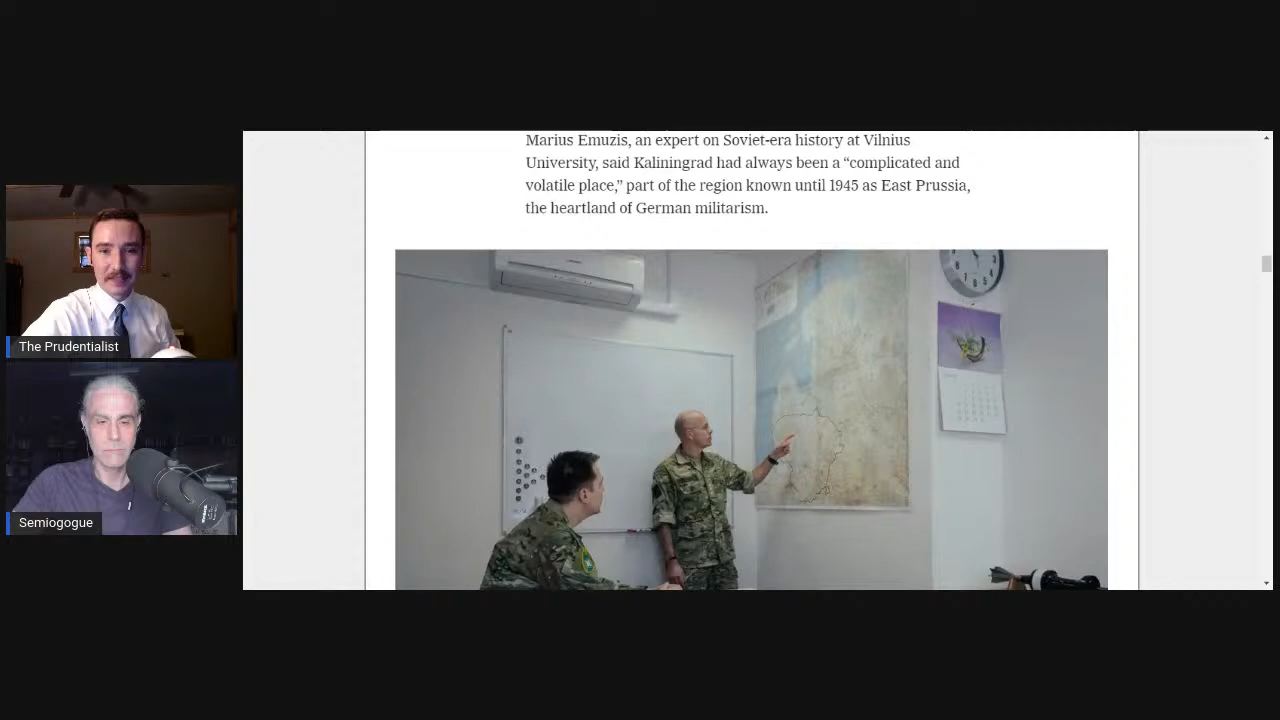 Marius Emuzis, an expert on Soviet-era history at Vilnius
University, said Kaliningrad had always been a “complicated and
volatile place,” part of the region known until 1945 as East Prussia,
the heartland of German militarism.
The Prudentialist
Semiogogue